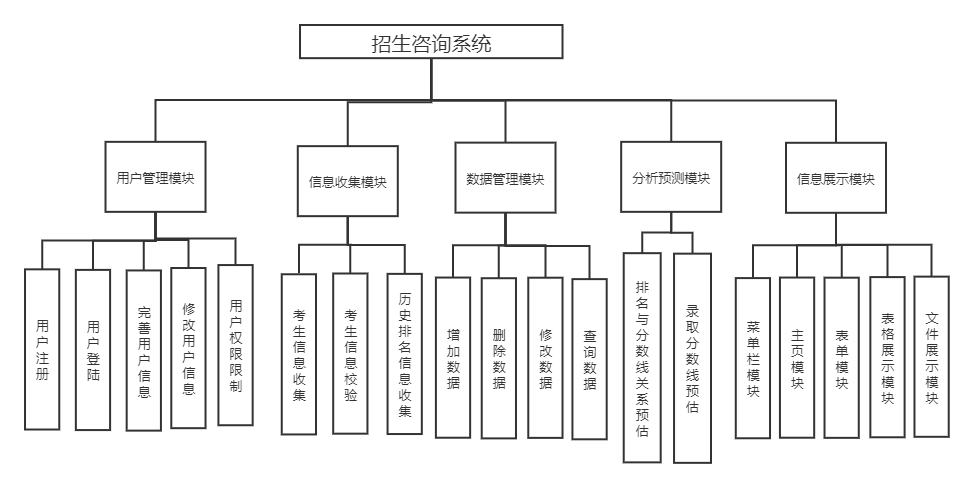 招生咨询系统
用户管理模块
信息收集模块
数据管理模块
分析预测模块
信息展示模块
用户注册
用户登陆
完善用户信息
修改用户信息
用户权限限制
考生信息收集
考生信息校验
历史排名信息收集
增加数据
删除数据
修改数据
查询数据
排名与分数线关系预估
录取分数线预估
菜单栏模块
主页模块
表单模块
表格展示模块
文件展示模块